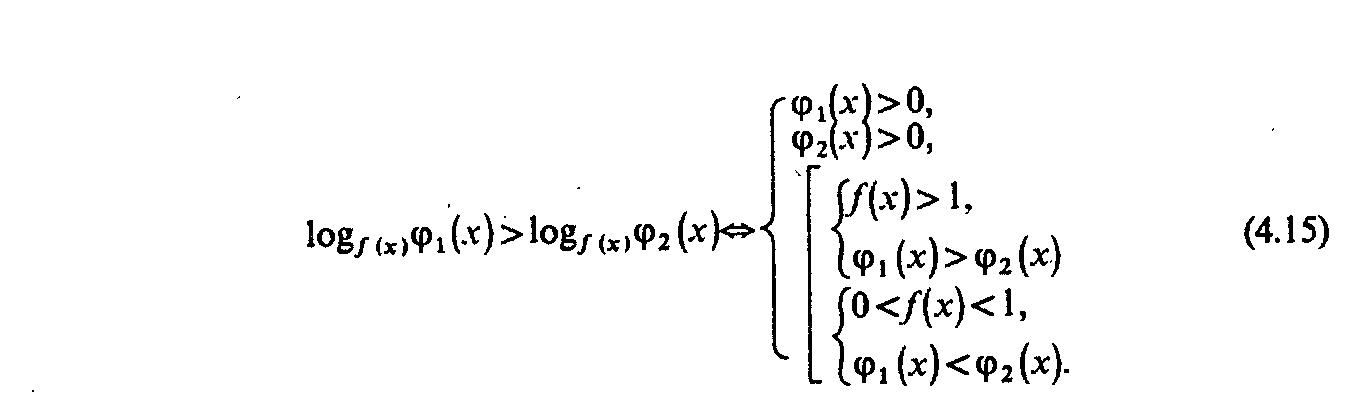 φ₁(x)>0,
φ₂(x)>0,
f(x)>1,
log_{f(x)}φ₁(x)>log_{f(x)}φ₂(x)⇔ (4.15)
φ₁(x)>φ₂(x)
0<f(x)<1,
φ₁(x)<φ₂(x).